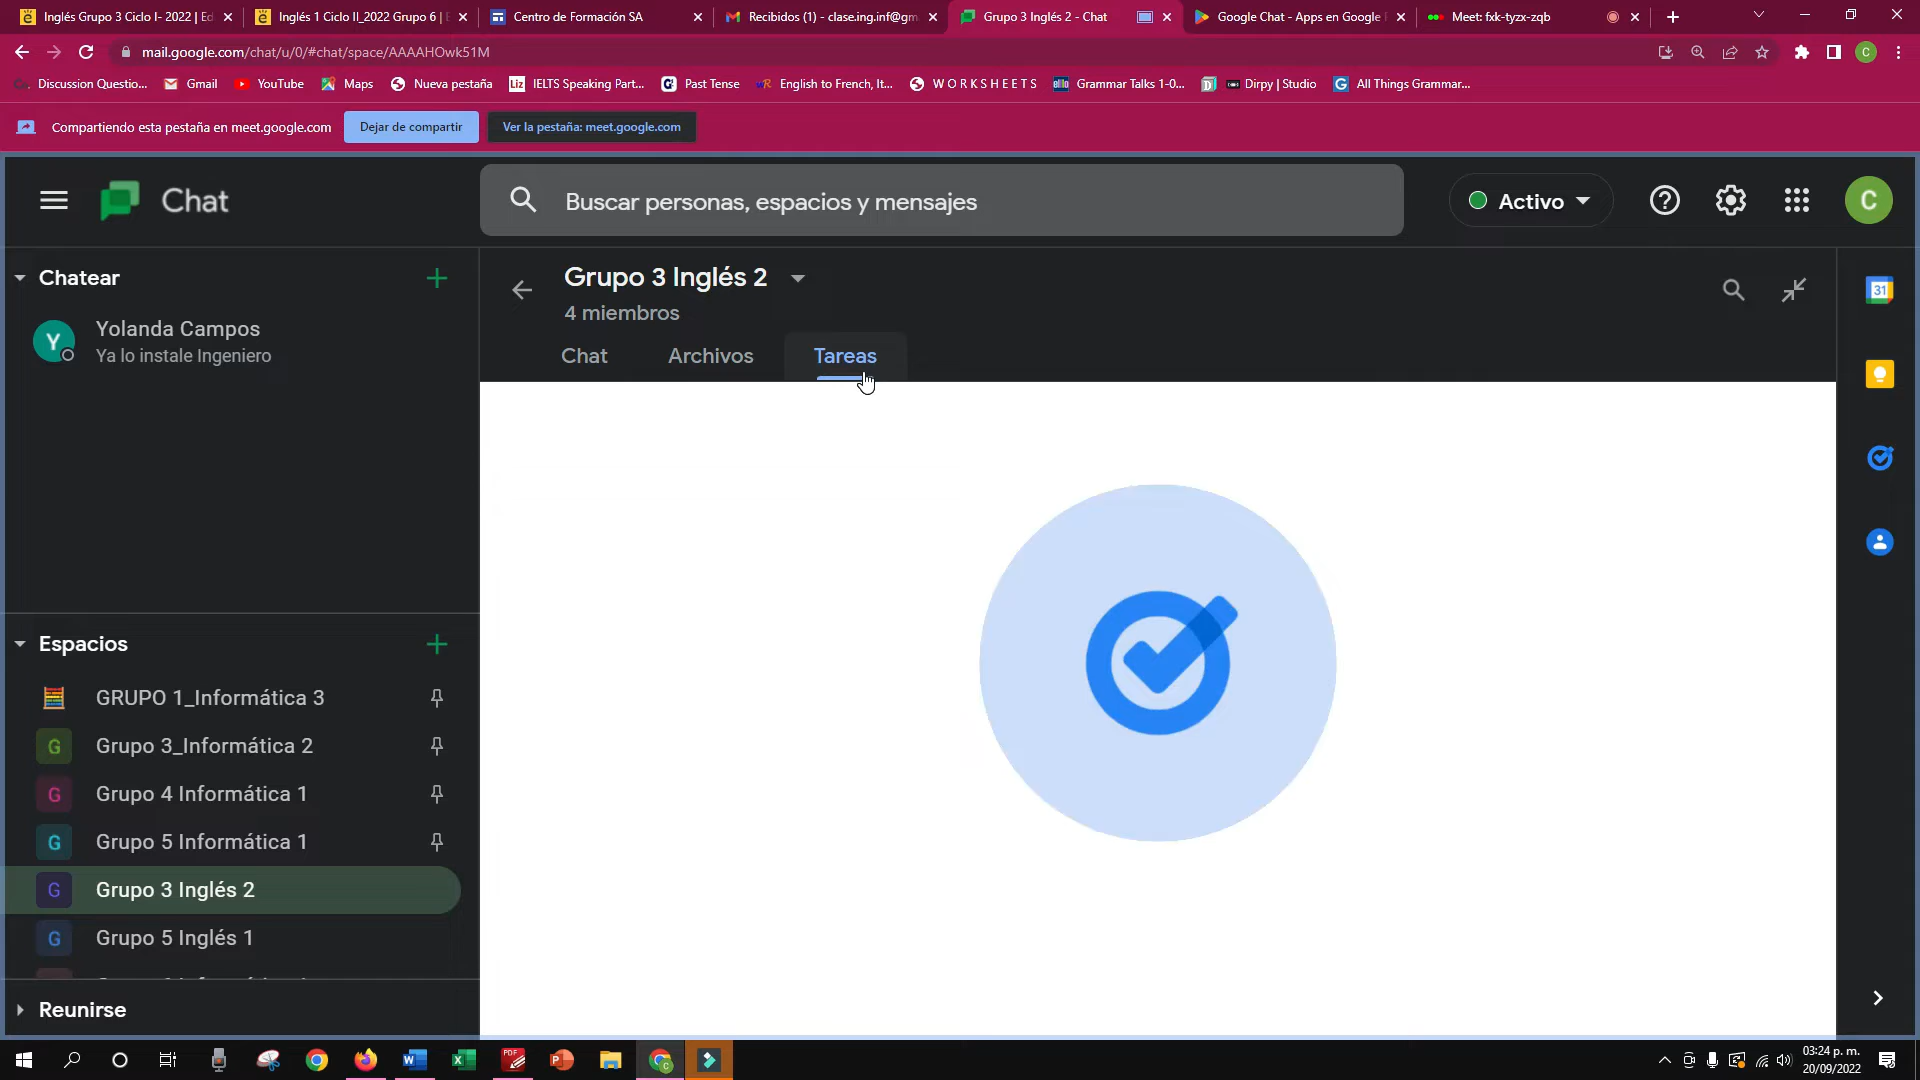 Inglés Grupo 3 Ciclo I- 2022 | Ed
Inglés 1 Ciclo II_2022 Grupo 6 |
Centro de Formación SA
Recibidos (1) - clase.ing.inf@gm
Grupo 3 Inglés 2 - Chat
Google Chat - Apps en Google
Meet: fxk-tyzx-zqb
mail.google.com/chat/u/0/#chat/space/AAAAHOwk51M
C
Discussion Questio...
Gmail
YouTube
Maps
Nueva pestaña
Liz
IELTS Speaking Part...
Past Tense
English to French, It...
W O R K S H E E T S
Grammar Talks 1-0...
Dirpy | Studio
All Things Grammar...
Compartiendo esta pestaña en meet.google.com
Dejar de compartir
Ver la pestaña: meet.google.com
Chat
Buscar personas, espacios y mensajes
Activo
C
Chatear
Y
Yolanda Campos
Ya lo instale Ingeniero
Grupo 3 Inglés 2
4 miembros
Chat
Archivos
Tareas
31
Espacios
GRUPO 1_Informática 3
G
Grupo 3_Informática 2
G
Grupo 4 Informática 1
G
Grupo 5 Informática 1
G
Grupo 3 Inglés 2
G
Grupo 5 Inglés 1
Reunirse
PDF
03:24 p. m.
20/09/2022